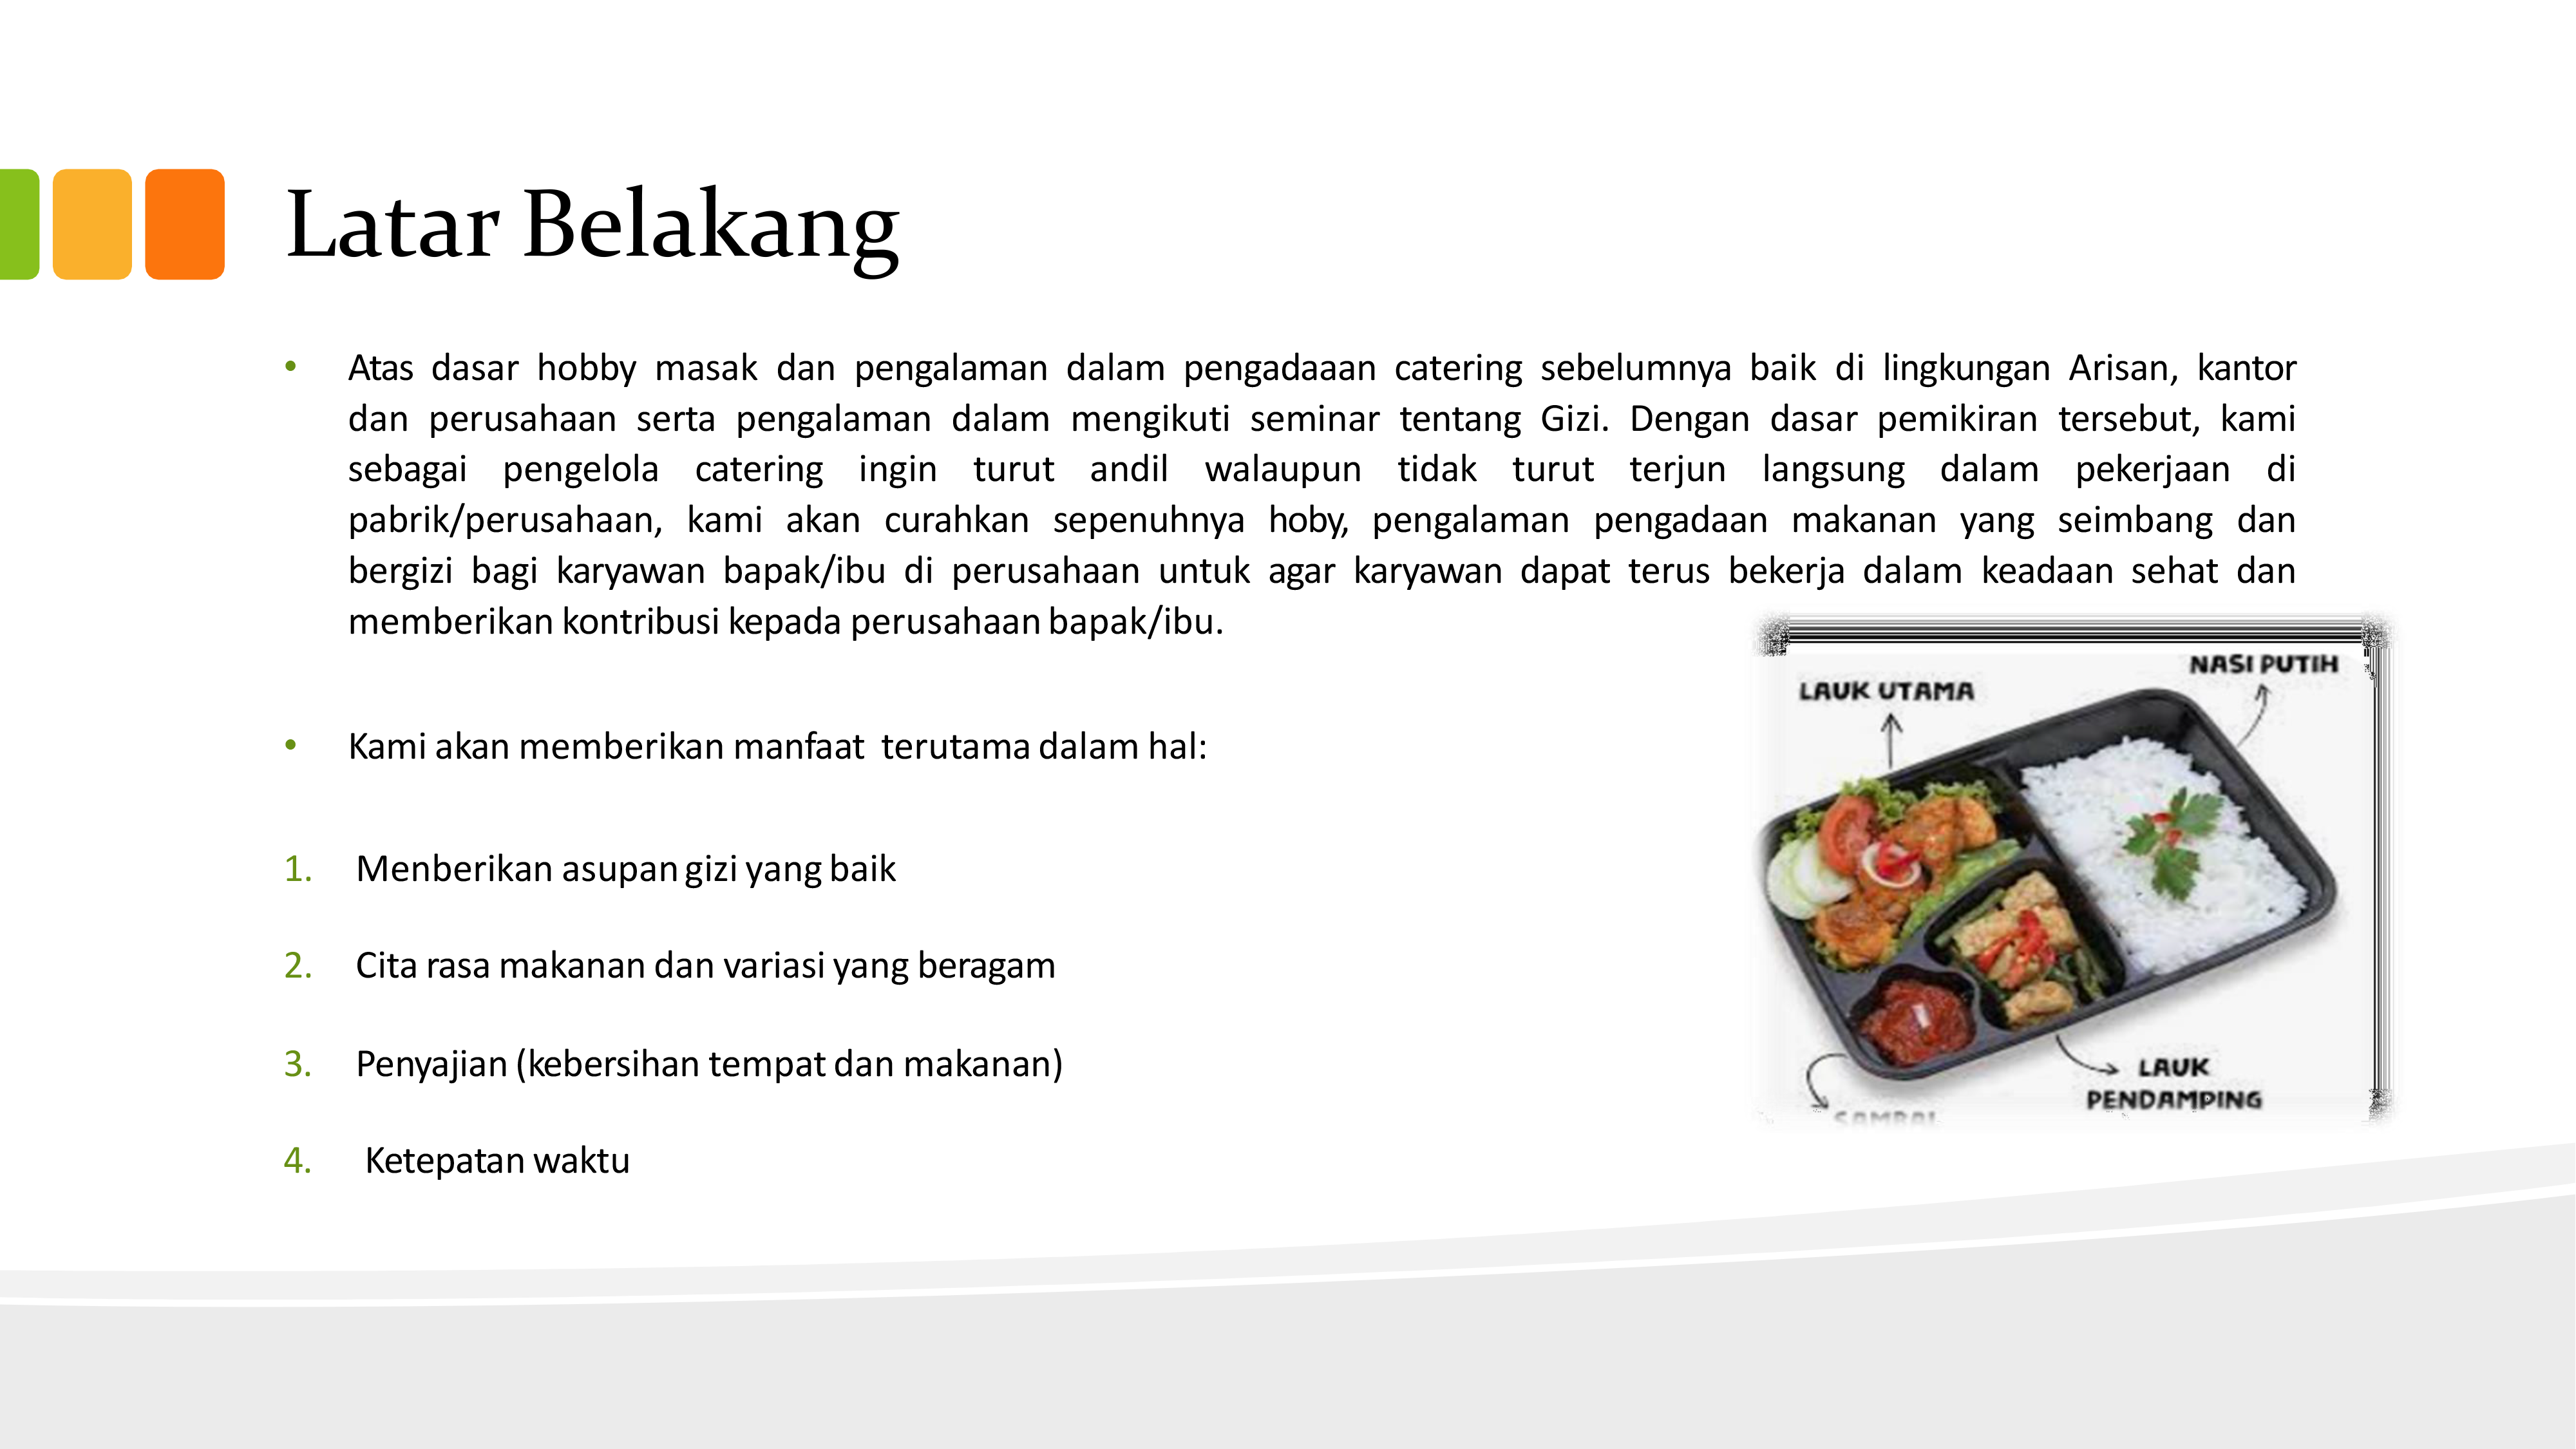 Latar Belakang
• Atas dasar hobby masak dan pengalaman dalam pengadaaan catering sebelumnya baik di lingkungan Arisan, kantor
dan perusahaan serta pengalaman dalam mengikuti seminar tentang Gizi. Dengan dasar pemikiran tersebut, kami
sebagai pengelola catering ingin turut andil walaupun tidak turut terjun langsung dalam pekerjaan di
pabrik/perusahaan, kami akan curahkan sepenuhnya hoby, pengalaman pengadaan makanan yang seimbang dan
bergizi bagi karyawan bapak/ibu di perusahaan untuk agar karyawan dapat terus bekerja dalam keadaan sehat dan
memberikan kontribusi kepada perusahaan bapak/ibu.
• Kami akan memberikan manfaat terutama dalam hal:
1. Menberikan asupan gizi yang baik
2. Cita rasa makanan dan variasi yang beragam
3. Penyajian (kebersihan tempat dan makanan)
4. Ketepatan waktu
NASI PUTIH
LAUK UTAMA
LAUK
PENDAMPING
SAMBAL